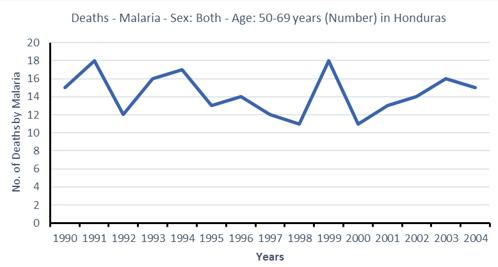 Deaths - Malaria - Sex: Both - Age: 50-69 years (Number) in Honduras
No. of Deaths by Malaria
20
18
16
14
12
10
8
6
4
2
0
1990 1991 1992 1993 1994 1995 1996 1997 1998 1999 2000 2001 2002 2003 2004
Years